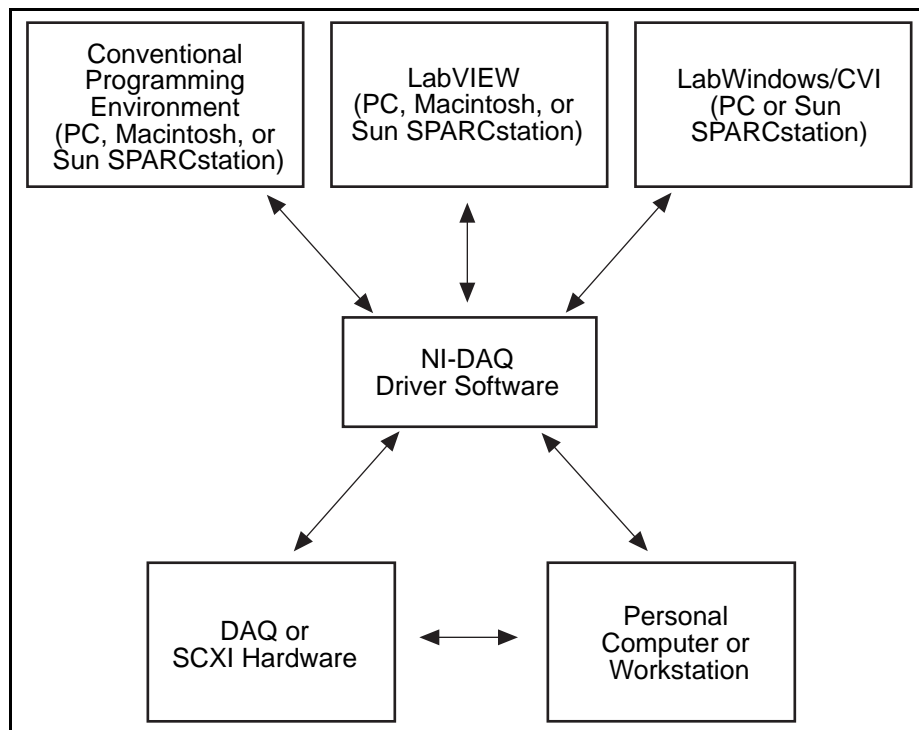 Conventional
Programming
Environment
(PC, Macintosh, or
Sun SPARCstation)
LabVIEW
(PC, Macintosh, or
Sun SPARCstation)
LabWindows/CVI
(PC or Sun
SPARCstation)
NI-DAQ
Driver Software
DAQ or
SCXI Hardware
Personal
Computer or
Workstation